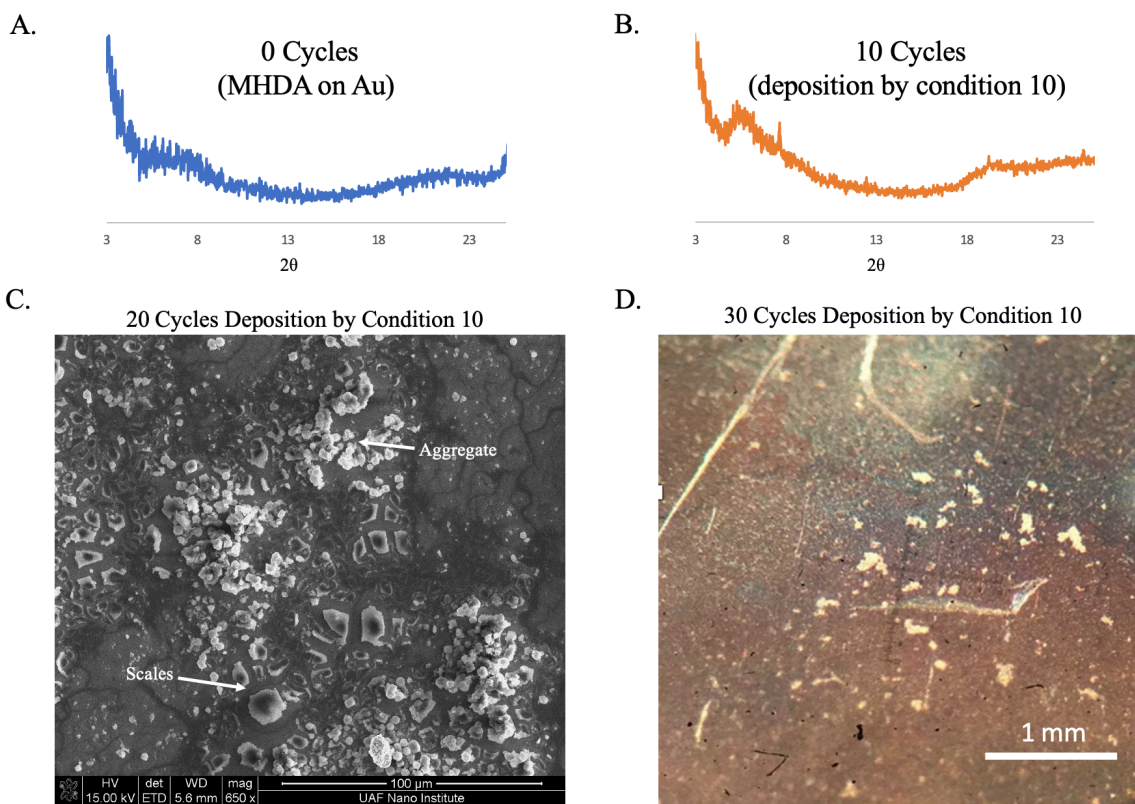 A.
0 Cycles
(MHDA on Au)
3 8 13 18 23
2θ
B.
10 Cycles
(deposition by condition 10)
3 8 13 18 23
2θ
C.
20 Cycles Deposition by Condition 10
Aggregate
Scales
HV det WD mag
15.00 kV ETD 5.6 mm 650 x
100 µm
UAF Nano Institute
D.
30 Cycles Deposition by Condition 10
1 mm